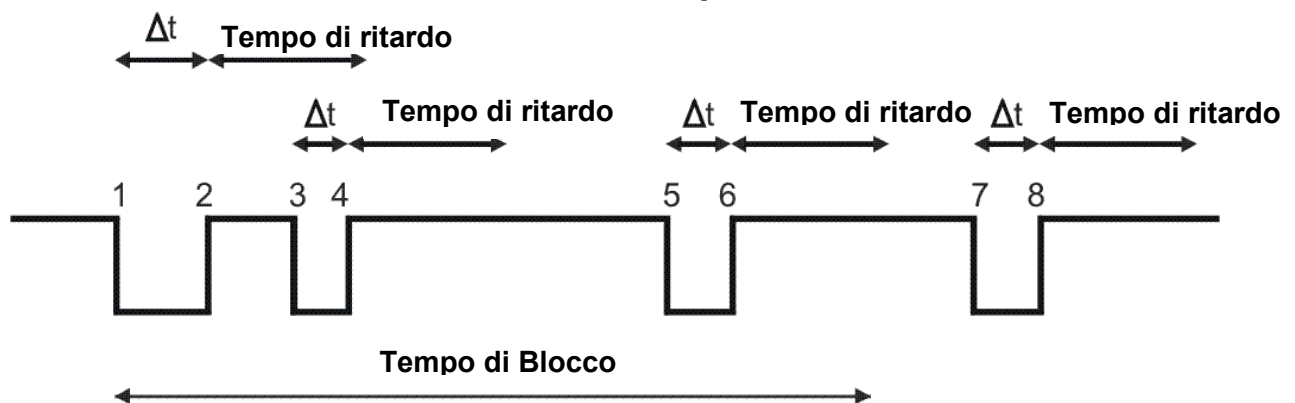 Δt Tempo di ritardo
Δt Tempo di ritardo Δt Tempo di ritardo Δt Tempo di ritardo
1 2 3 4 5 6 7 8
Tempo di Blocco